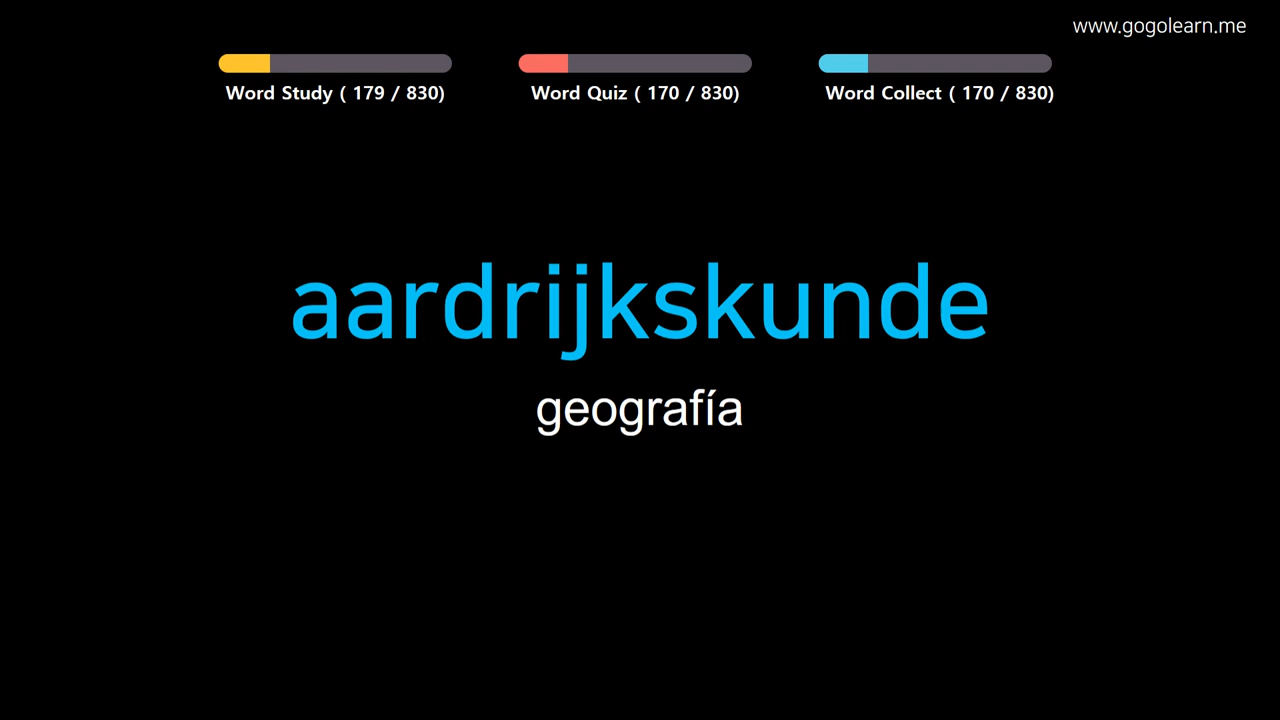 www.gogolearn.me
Word Study ( 179 / 830)
Word Quiz ( 170 / 830)
Word Collect ( 170 / 830)
aardrijkskunde
geografía